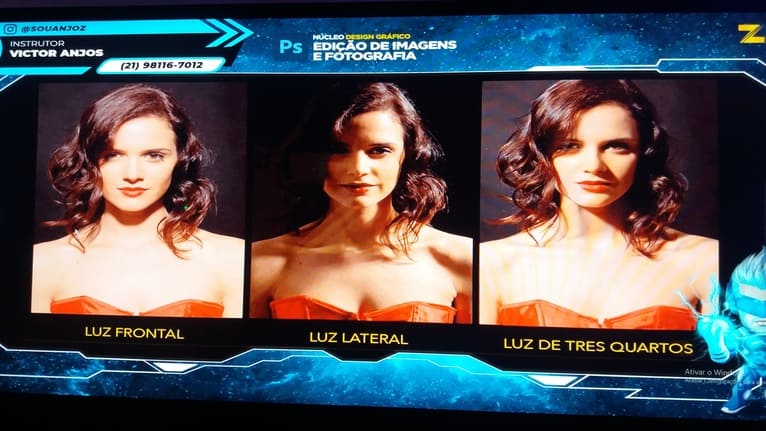 @SOUANJOZ
INSTRUTOR
VICTOR ANJOS
(21) 98116-7012
Ps
NÚCLEO DESIGN GRÁFICO
EDIÇÃO DE IMAGENS
E FOTOGRAFIA
Z
LUZ FRONTAL
LUZ LATERAL
LUZ DE TRES QUARTOS
Ativar o Windows